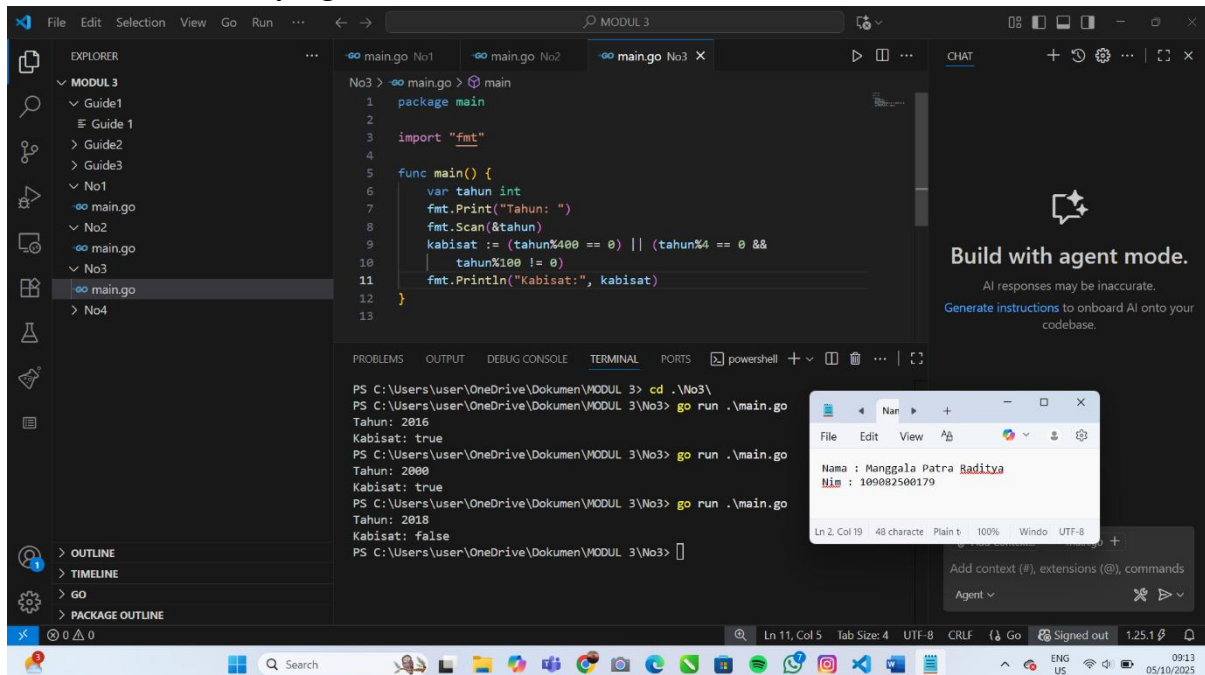 File Edit Selection View Go Run ··· MODUL 3
EXPLORER ···
MODUL 3
Guide1
Guide 1
Guide2
Guide3
No1
main.go
No2
main.go
No3
main.go
No4
OUTLINE
TIMELINE
GO
PACKAGE OUTLINE
main.go No1 main.go No2 main.go No3
No3 > main.go > main
1 package main
2
3 import "fmt"
4
5 func main() {
6 var tahun int
7 fmt.Print("Tahun: ")
8 fmt.Scan(&tahun)
9 kabisat := (tahun%400 == 0) || (tahun%4 == 0 &&
10 tahun%100 != 0)
11 fmt.Println("Kabisat:", kabisat)
12 }
13
PROBLEMS OUTPUT DEBUG CONSOLE TERMINAL PORTS powershell
PS C:\Users\user\OneDrive\Dokumen\MODUL 3> cd .\No3\
PS C:\Users\user\OneDrive\Dokumen\MODUL 3\No3> go run .\main.go
Tahun: 2016
Kabisat: true
PS C:\Users\user\OneDrive\Dokumen\MODUL 3\No3> go run .\main.go
Tahun: 2000
Kabisat: true
PS C:\Users\user\OneDrive\Dokumen\MODUL 3\No3> go run .\main.go
Tahun: 2018
Kabisat: false
PS C:\Users\user\OneDrive\Dokumen\MODUL 3\No3>
CHAT
Build with agent mode.
AI responses may be inaccurate.
Generate instructions to onboard AI onto your
codebase.
Nar
File Edit View
Nama : Manggala Patra Raditya
Nim : 109082500179
Ln 2, Col 19 48 characte Plain t 100% Windo UTF-8
Add context (#), extensions (@), commands
Agent
0 0 Ln 11, Col 5 Tab Size: 4 UTF-8 CRLF Go Signed out 1.25.1
Search
ENG
US
09:13
05/10/2025